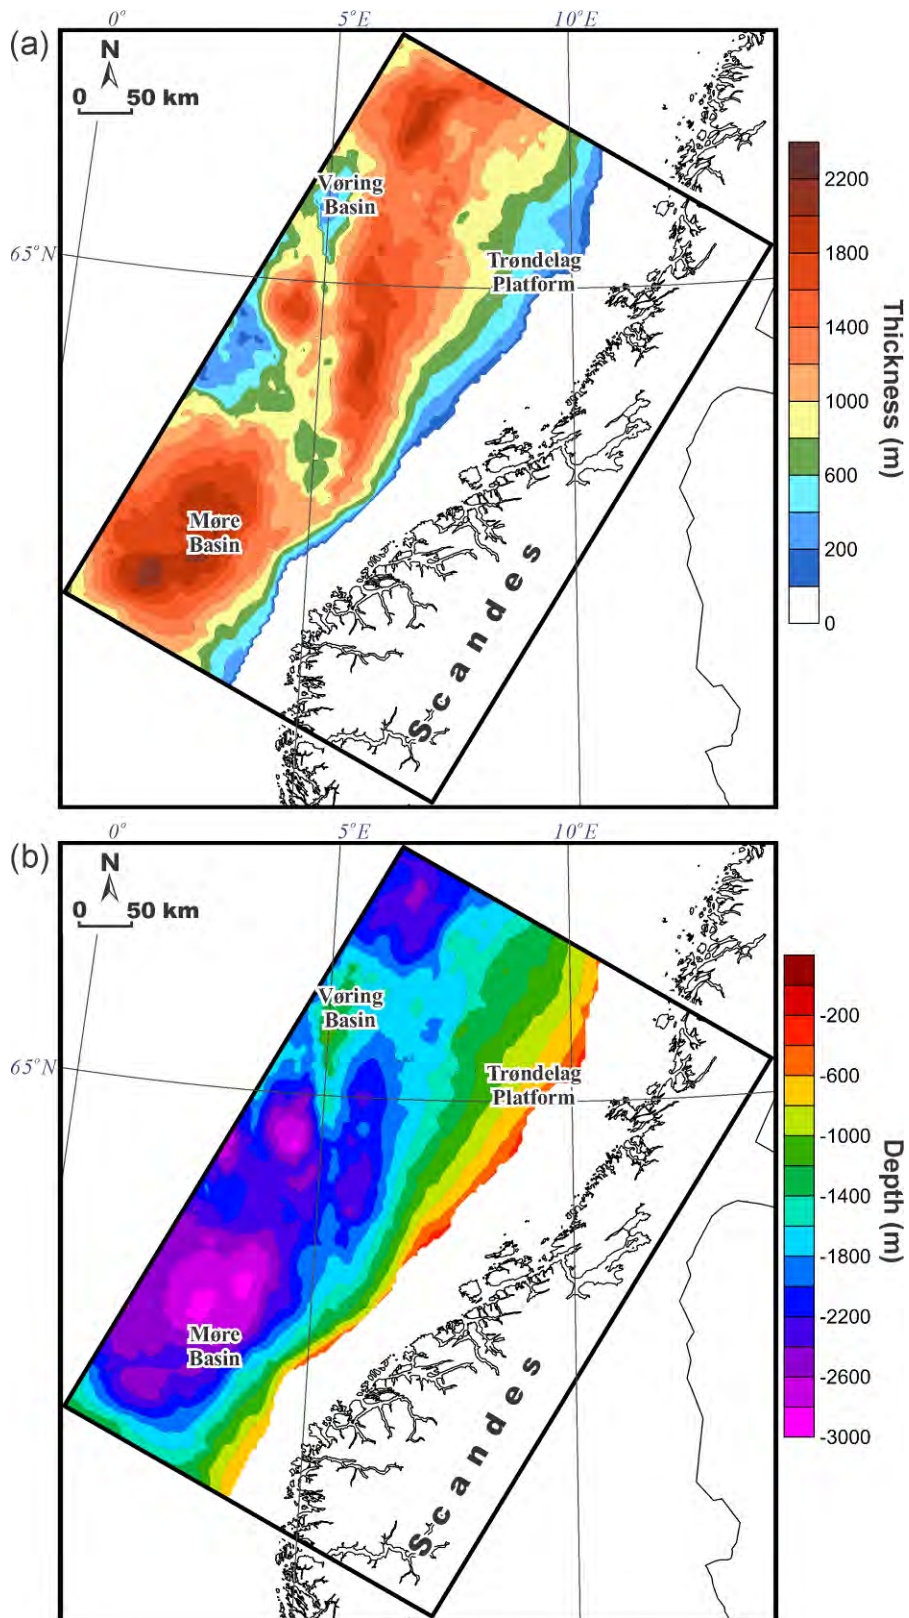 0° 5°E 10°E
(a)
N
0 50 km
Vøring
Basin
65°N
Trøndelag
Platform
Møre
Basin
Scandes
2200
1800
1400
1000
600
200
0
Thickness (m)
0° 5°E 10°E
(b)
N
0 50 km
Vøring
Basin
65°N
Trøndelag
Platform
Møre
Basin
Scandes
-200
-600
-1000
-1400
-1800
-2200
-2600
-3000
Depth (m)